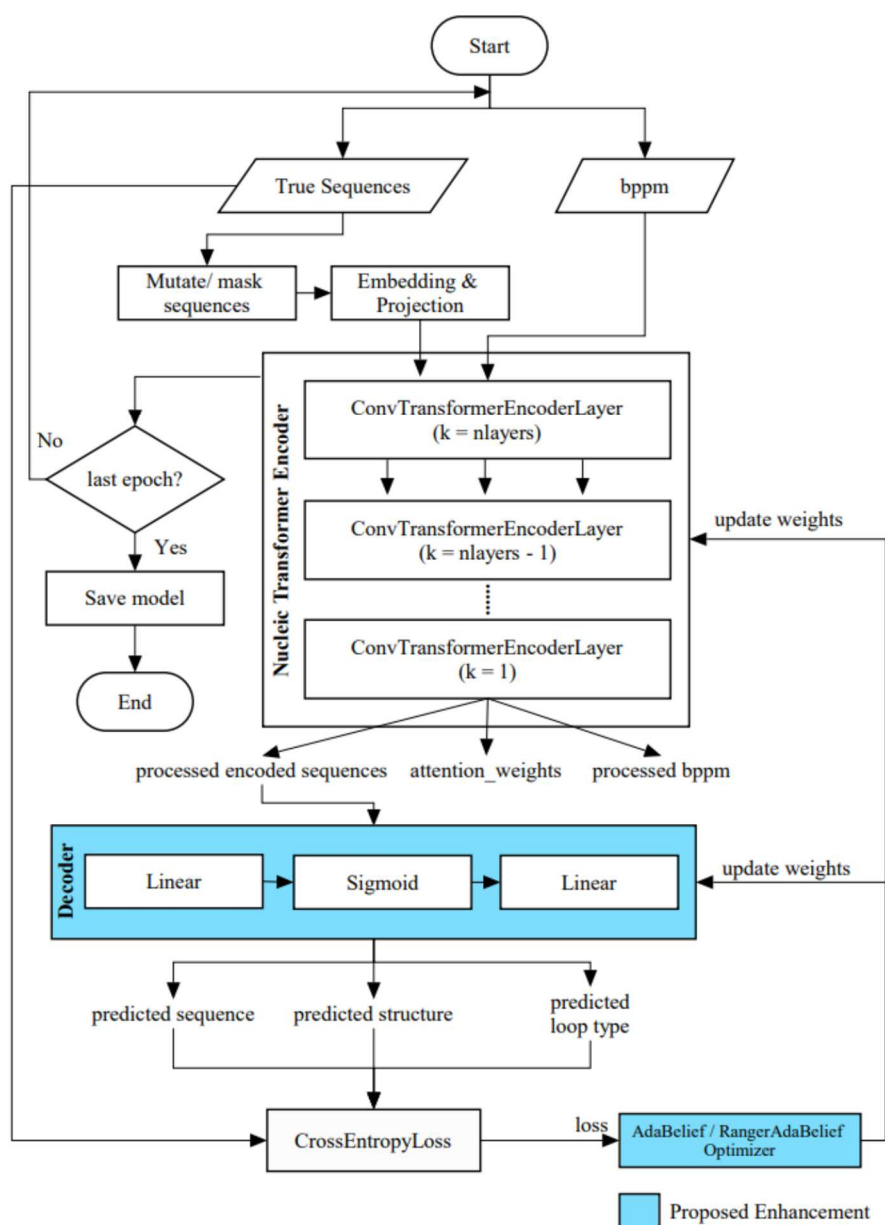 Start
True Sequences
bppm
Mutate/ mask
sequences
Embedding &
Projection
Nucleic Transformer Encoder
ConvTransformerEncoderLayer
(k = nlayers)
No
last epoch?
ConvTransformerEncoderLayer
(k = nlayers - 1)
update weights
Yes
Save model
ConvTransformerEncoderLayer
(k = 1)
End
processed encoded sequences
attention_weights
processed bppm
Decoder
Linear
Sigmoid
Linear
update weights
predicted sequence
predicted structure
predicted
loop type
CrossEntropyLoss
loss
AdaBelief / RangerAdaBelief
Optimizer
Proposed Enhancement